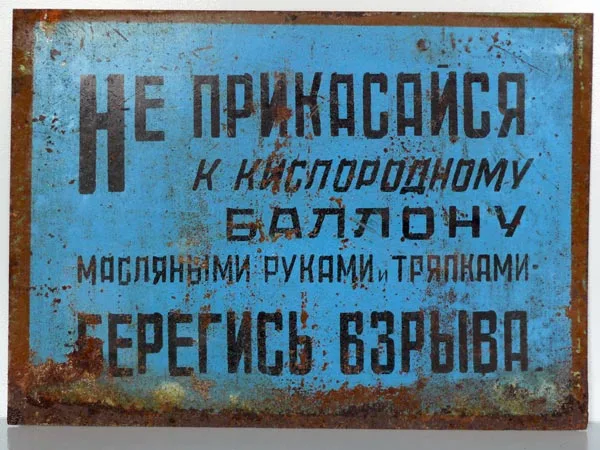 Не ПРИКАСАЙСЯ
К КИСЛОРОДНОМУ
БАЛЛОНУ
МАСЛЯНЫМИ РУКАМИ и ТРЯПКАМИ-
БЕРЕГИСЬ ВЗРЫВА.